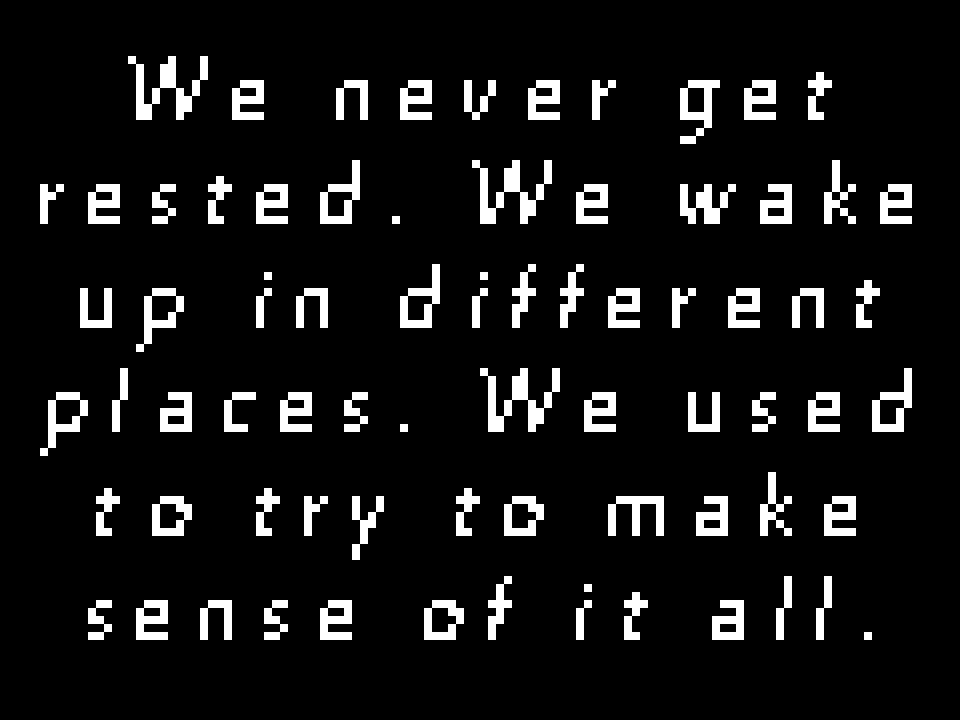 We never get
rested. We wake
up in different
places. We used
to try to make
sense of it all.